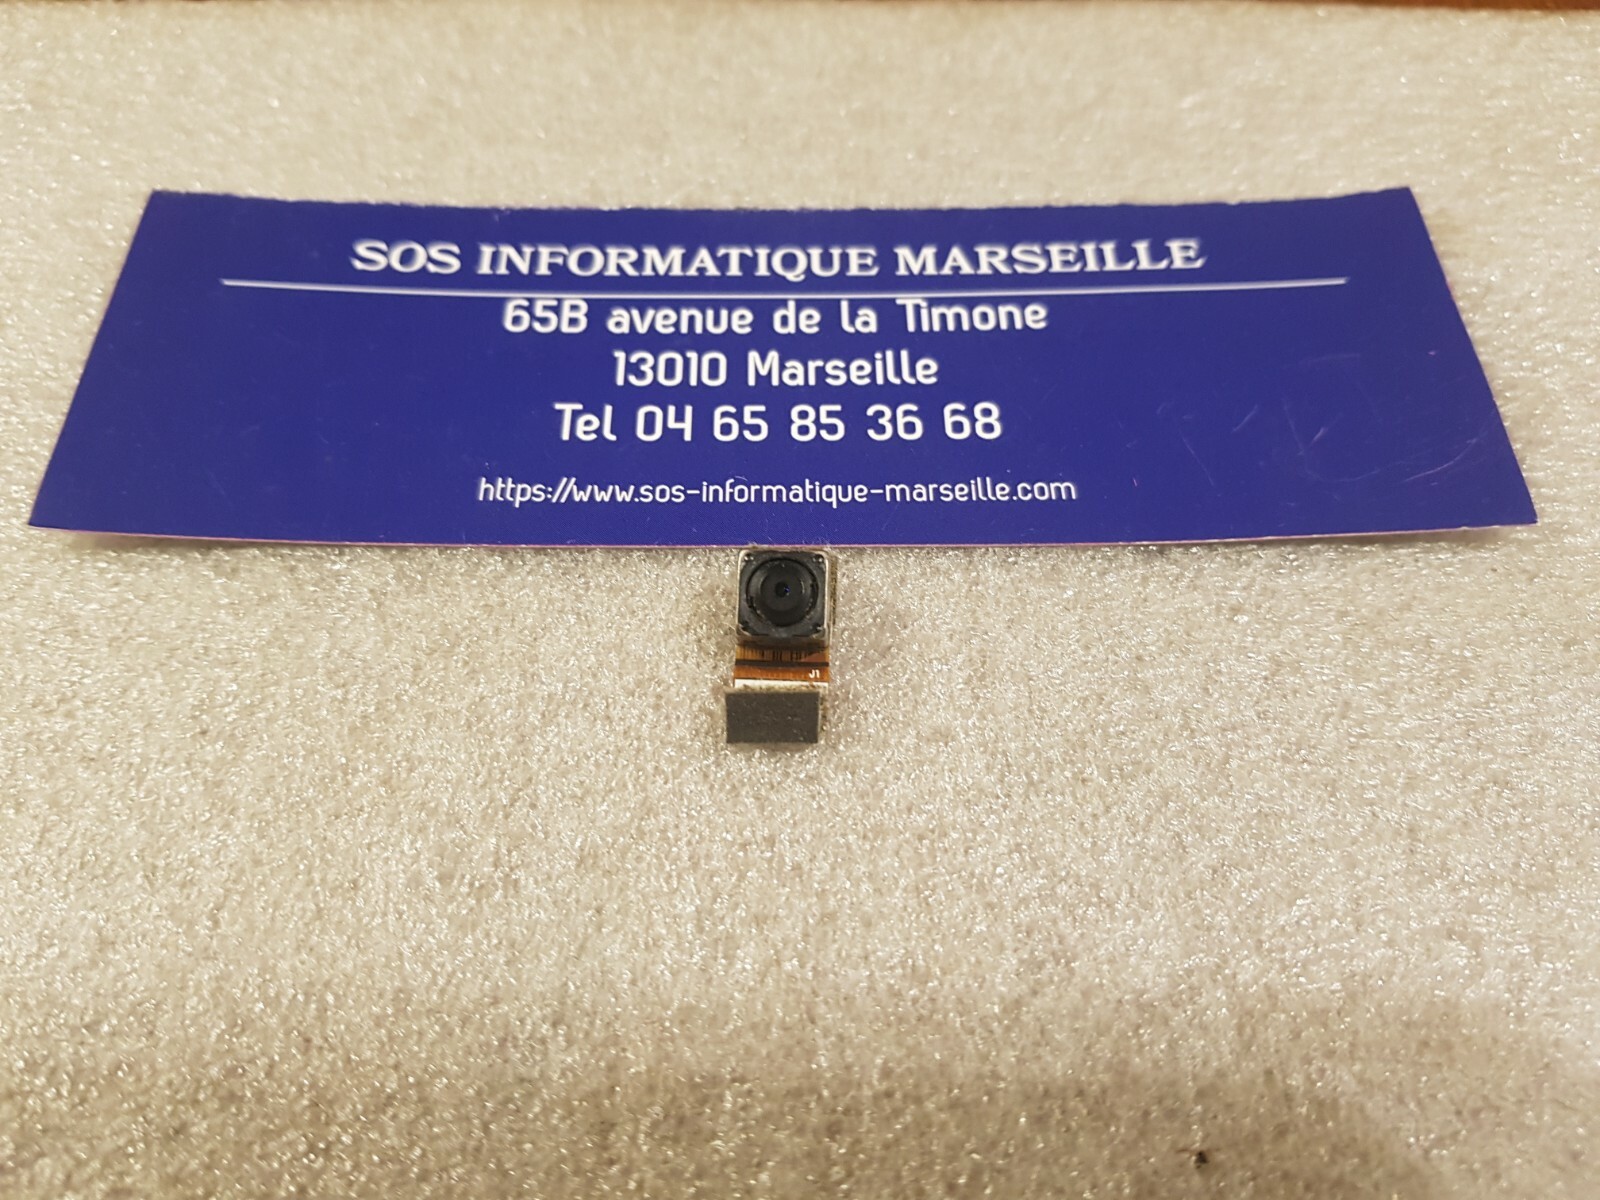 SOS INFORMATIQUE MARSEILLE
65B avenue de la Timone
13010 Marseille
Tel 04 65 85 36 68
https://www.sos-informatique-marseille.com
J1